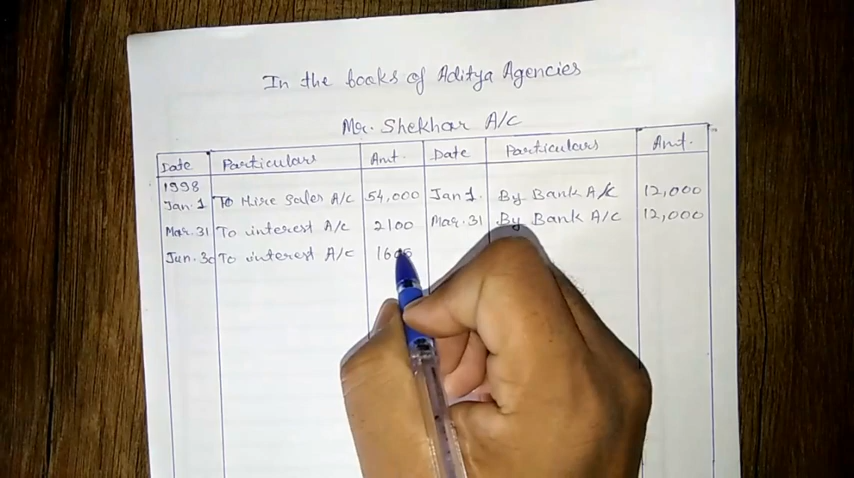 In the books of Aditya Agencies
Mr. Shekhar A/C
Date Particulars Amt. Date Particulars Amt.
1998
Jan. 1 To Hire Sales A/C 54,000 Jan 1. By Bank A/C 12,000
Mar. 31 To interest A/C 2100 Mar. 31 By Bank A/C 12,000
Jun. 30 To interest A/C